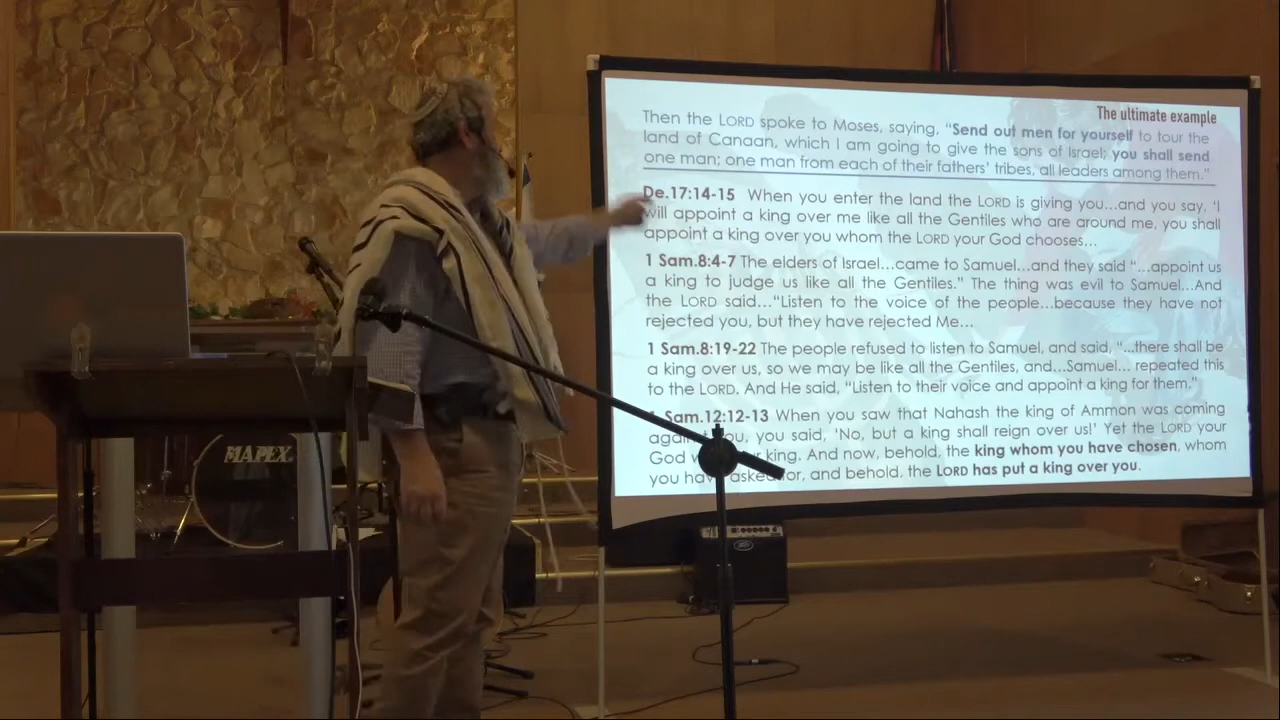 The ultimate example
Then the LORD spoke to Moses, saying, “Send out men for yourself to tour the
land of Canaan, which I am going to give the sons of Israel; you shall send
one man; one man from each of their fathers’ tribes, all leaders among them.”
De.17:14-15 When you enter the land the LORD is giving you...and you say, ‘I
will appoint a king over me like all the Gentiles who are around me, you shall
appoint a king over you whom the LORD your God chooses...
1 Sam.8:4-7 The elders of Israel...came to Samuel...and they said “...appoint us
a king to judge us like all the Gentiles.” The thing was evil to Samuel...And
the LORD said...“Listen to the voice of the people...because they have not
rejected you, but they have rejected Me...
1 Sam.8:19-22 The people refused to listen to Samuel, and said, “...there shall be
a king over us, so we may be like all the Gentiles, and...Samuel... repeated this
to the LORD. And He said, “Listen to their voice and appoint a king for them.”
Sam.12:12-13 When you saw that Nahash the king of Ammon was coming
against you, you said, ‘No, but a king shall reign over us!’ Yet the LORD your
God king. And now, behold, the king whom you have chosen, whom
you have asked for, and behold, the LORD has put a king over you.
MAPEX